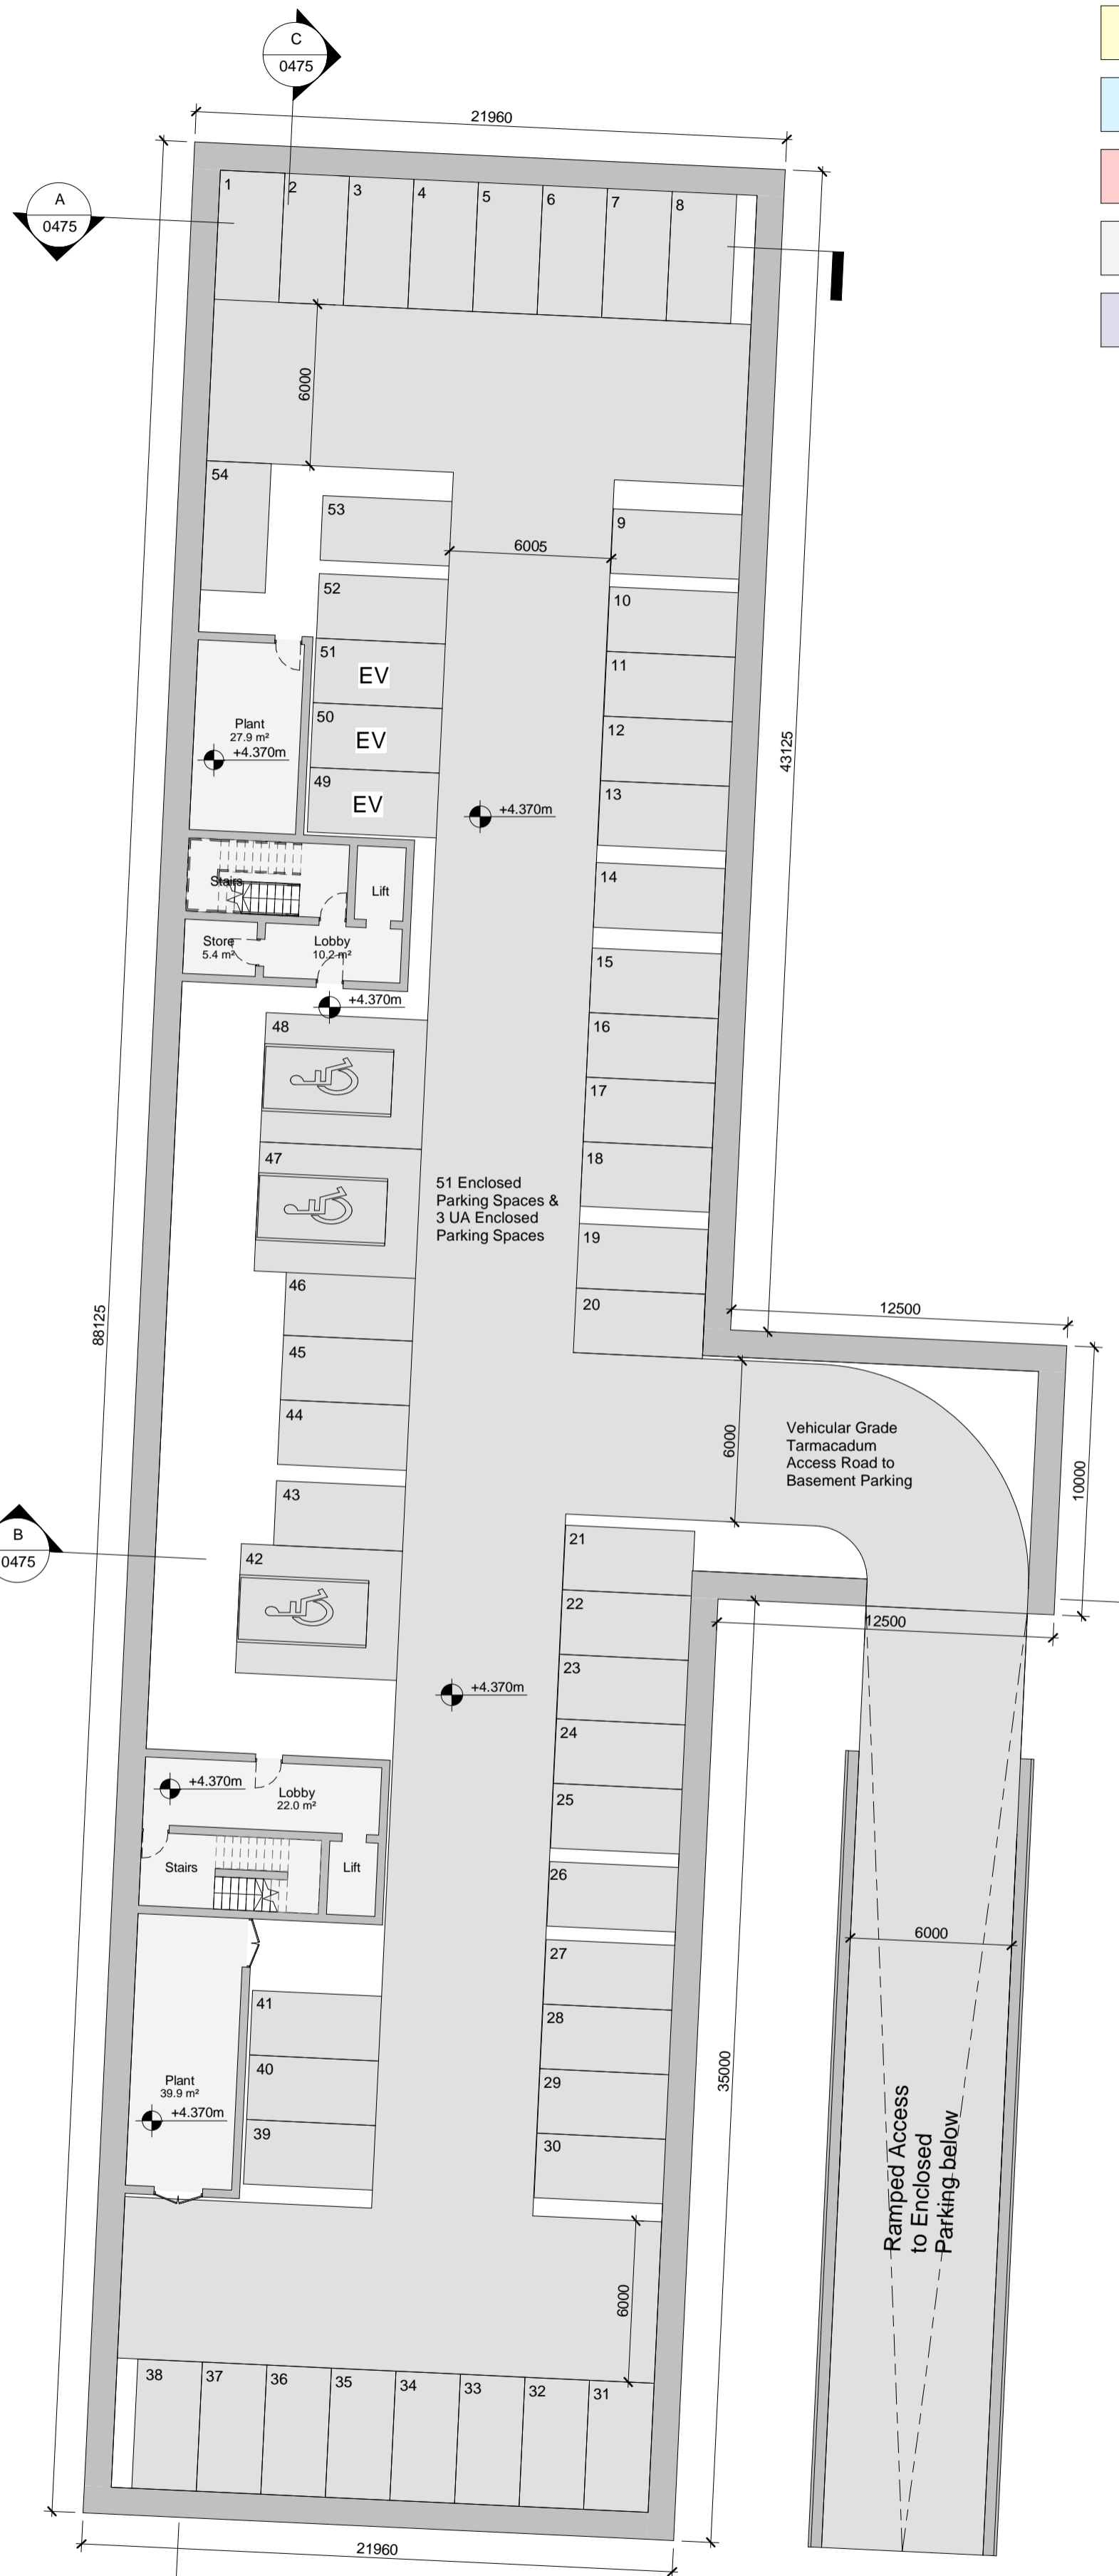 C
0475
21960
A
0475
1
2
3
4
5
6
7
8
6000
54
53
6005
9
52
10
51
EV
11
Plant
27.9 m²
+4.370m
50
EV
12
43125
49
EV
13
+4.370m
Stairs
Lift
14
Store
5.4 m²
Lobby
10.2 m²
15
+4.370m
48
16
17
47
18
51 Enclosed
Parking Spaces &
3 UA Enclosed
Parking Spaces
19
46
20
12500
88125
45
44
6000
Vehicular Grade
Tarmacadum
Access Road to
Basement Parking
10000
43
B
0475
42
21
22
12500
23
+4.370m
24
+4.370m
Lobby
22.0 m²
25
Stairs
Lift
26
6000
27
41
28
40
35000
Plant
39.9 m²
+4.370m
29
39
30
Ramped Access
to Enclosed
Parking below
6000
38
37
36
35
34
33
32
31
21960